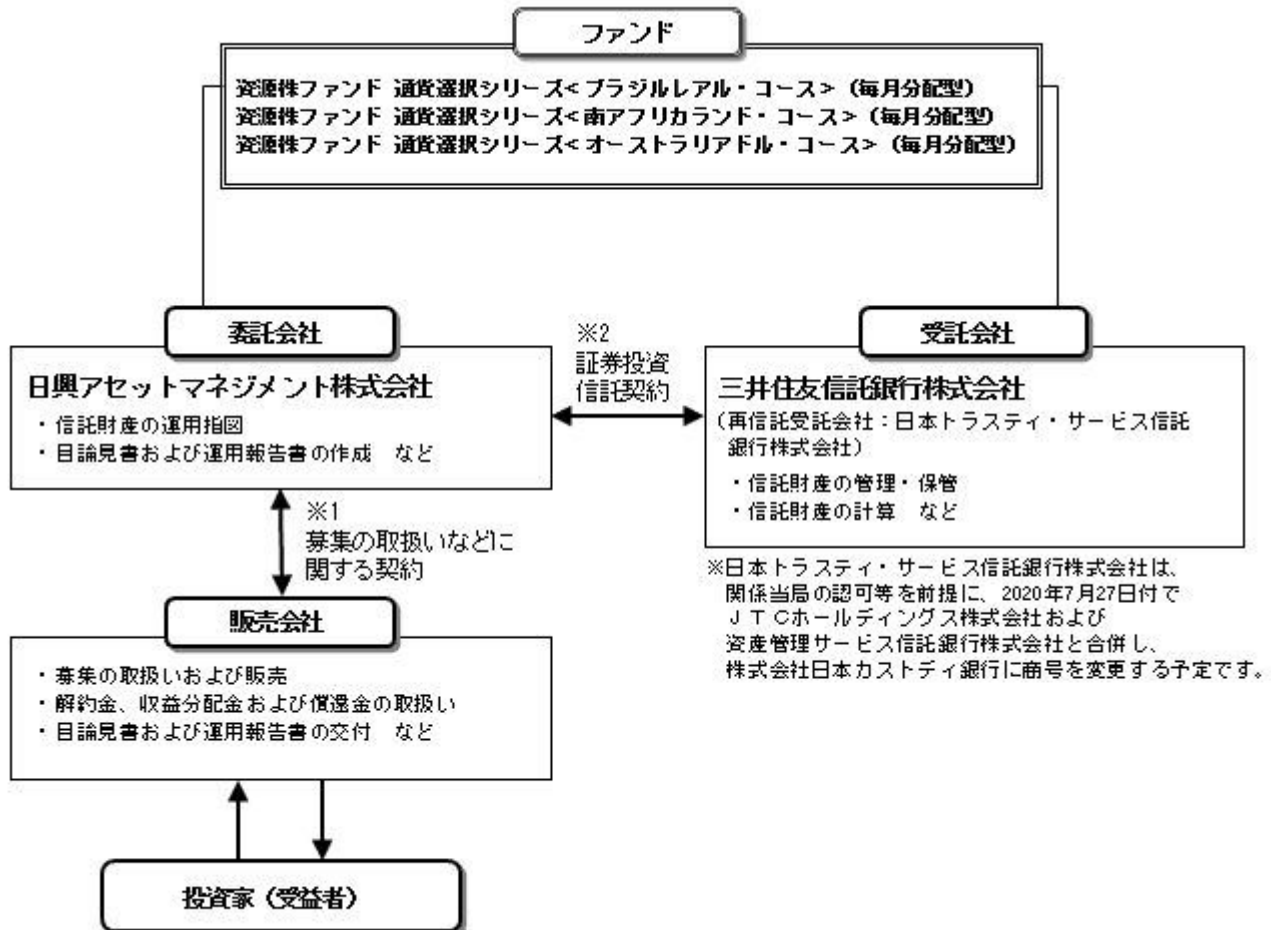 ファンド
資源株ファンド 通貨選択シリーズ<ブラジルレアル・コース>（毎月分配型）
資源株ファンド 通貨選択シリーズ<南アフリカランド・コース>（毎月分配型）
資源株ファンド 通貨選択シリーズ<オーストラリアドル・コース>（毎月分配型）
委託会社
日興アセットマネジメント株式会社
・信託財産の運用指図
・目論見書および運用報告書の作成　など
※2
証券投資
信託契約
受託会社
三井住友信託銀行株式会社
（再信託受託会社：日本トラスティ・サービス信託
銀行株式会社）
・信託財産の管理・保管
・信託財産の計算　など
※日本トラスティ・サービス信託銀行株式会社は、
関係当局の認可等を前提に、2020年7月27日付で
ＪＴＣホールディングス株式会社および
資産管理サービス信託銀行株式会社と合併し、
株式会社日本カストディ銀行に商号を変更する予定です。
※1
募集の取扱いなどに
関する契約
販売会社
・募集の取扱いおよび販売
・解約金、収益分配金および償還金の取扱い
・目論見書および運用報告書の交付　など
投資家（受益者）